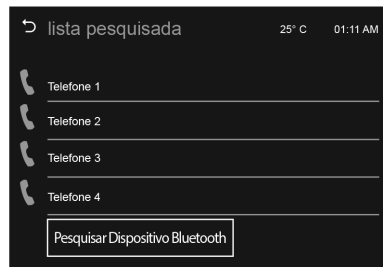 lista pesquisada 25° C 01:11 AM
Telefone 1
Telefone 2
Telefone 3
Telefone 4
Pesquisar Dispositivo Bluetooth